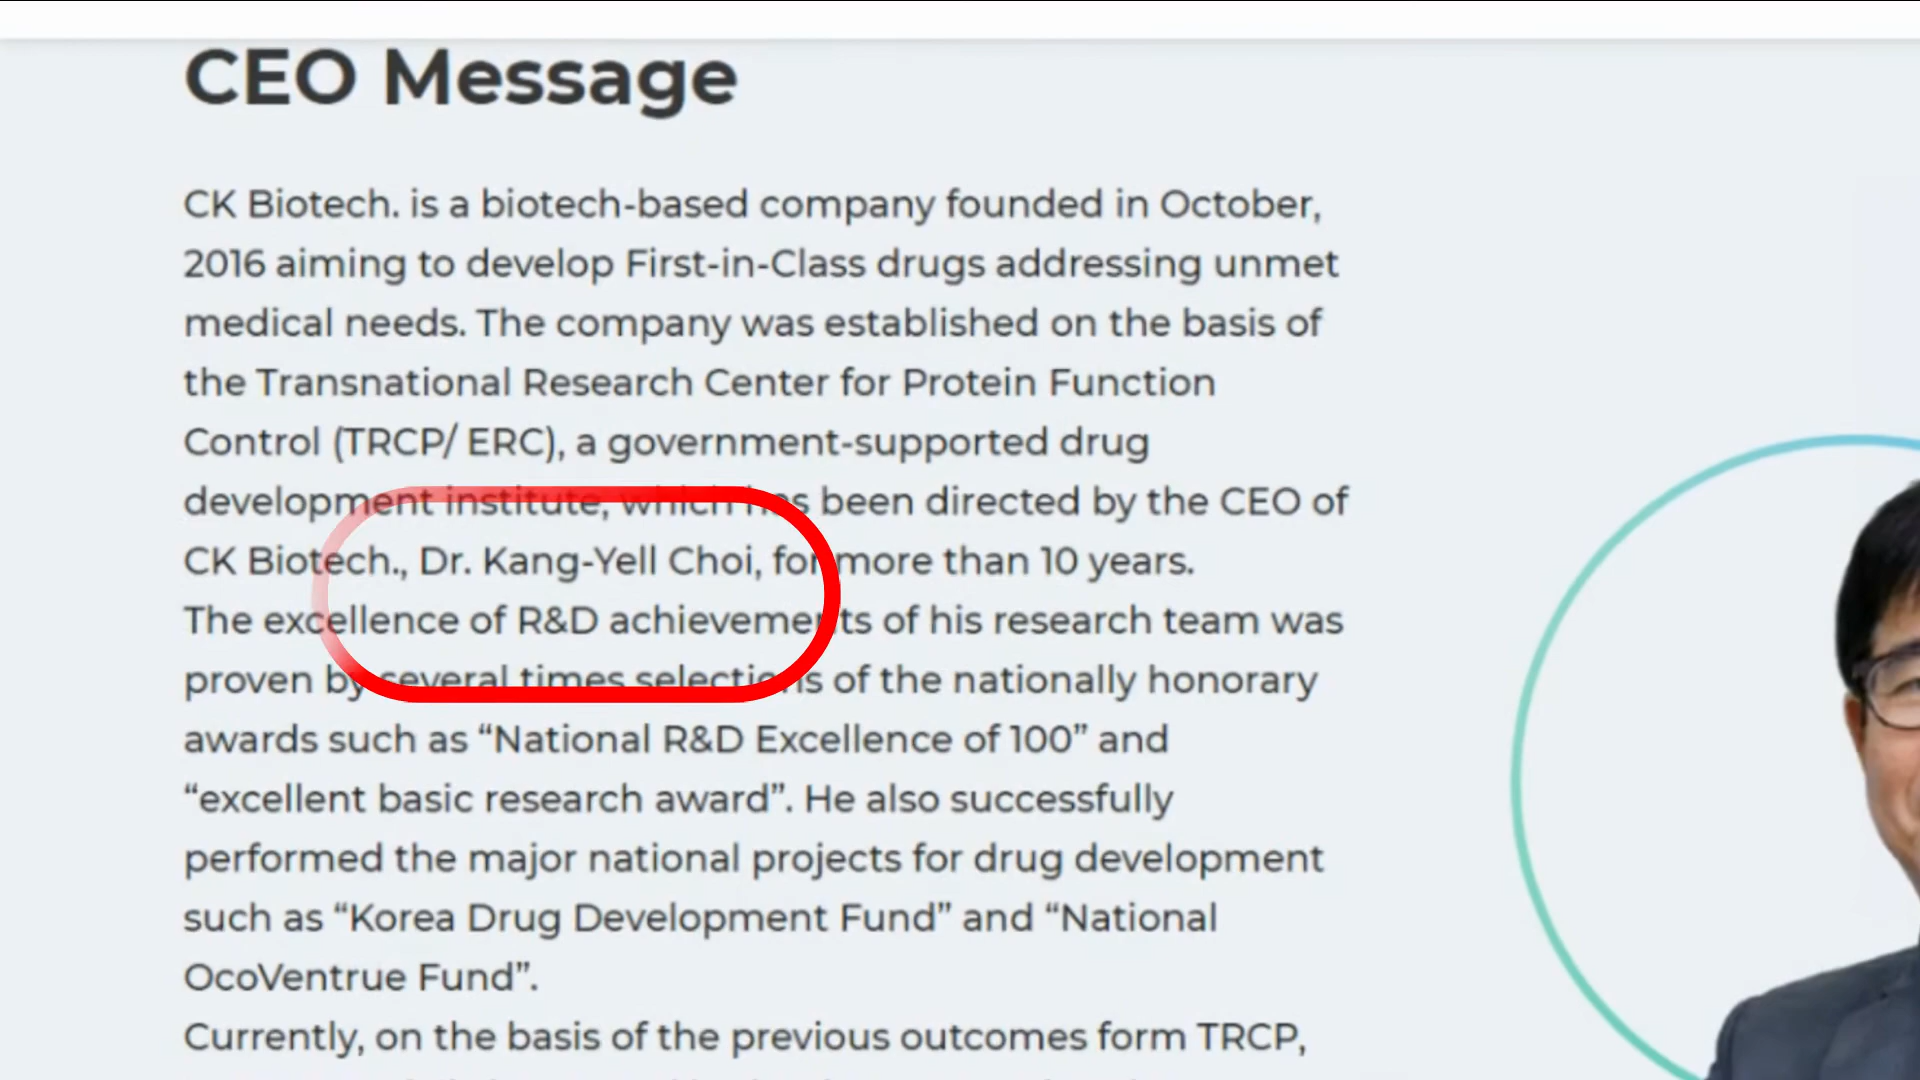 CEO Message
CK Biotech. is a biotech-based company founded in October,
2016 aiming to develop First-in-Class drugs addressing unmet
medical needs. The company was established on the basis of
the Transnational Research Center for Protein Function
Control (TRCP/ ERC), a government-supported drug
development institute, which has been directed by the CEO of
CK Biotech., Dr. Kang-Yell Choi, for more than 10 years.
The excellence of R&D achievements of his research team was
proven by several times selections of the nationally honorary
awards such as “National R&D Excellence of 100” and
“excellent basic research award”. He also successfully
performed the major national projects for drug development
such as “Korea Drug Development Fund” and “National
OcoVentrue Fund”.
Currently, on the basis of the previous outcomes form TRCP,